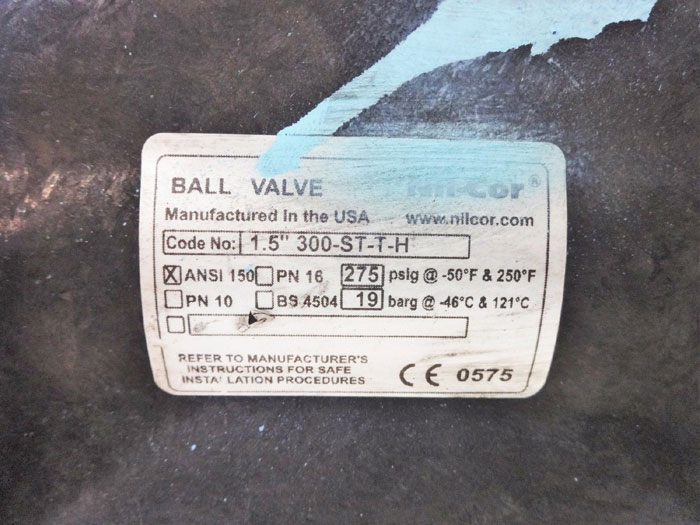 BALL VALVE Nil-Cor®
Manufactured In the USA www.nilcor.com
Code No: 1.5" 300-ST-T-H
X ANSI 150 PN 16 275 psig @ -50°F & 250°F
PN 10 BS 4504 19 barg @ -46°C & 121°C
REFER TO MANUFACTURER'S
INSTRUCTIONS FOR SAFE
INSTALLATION PROCEDURES CE 0575